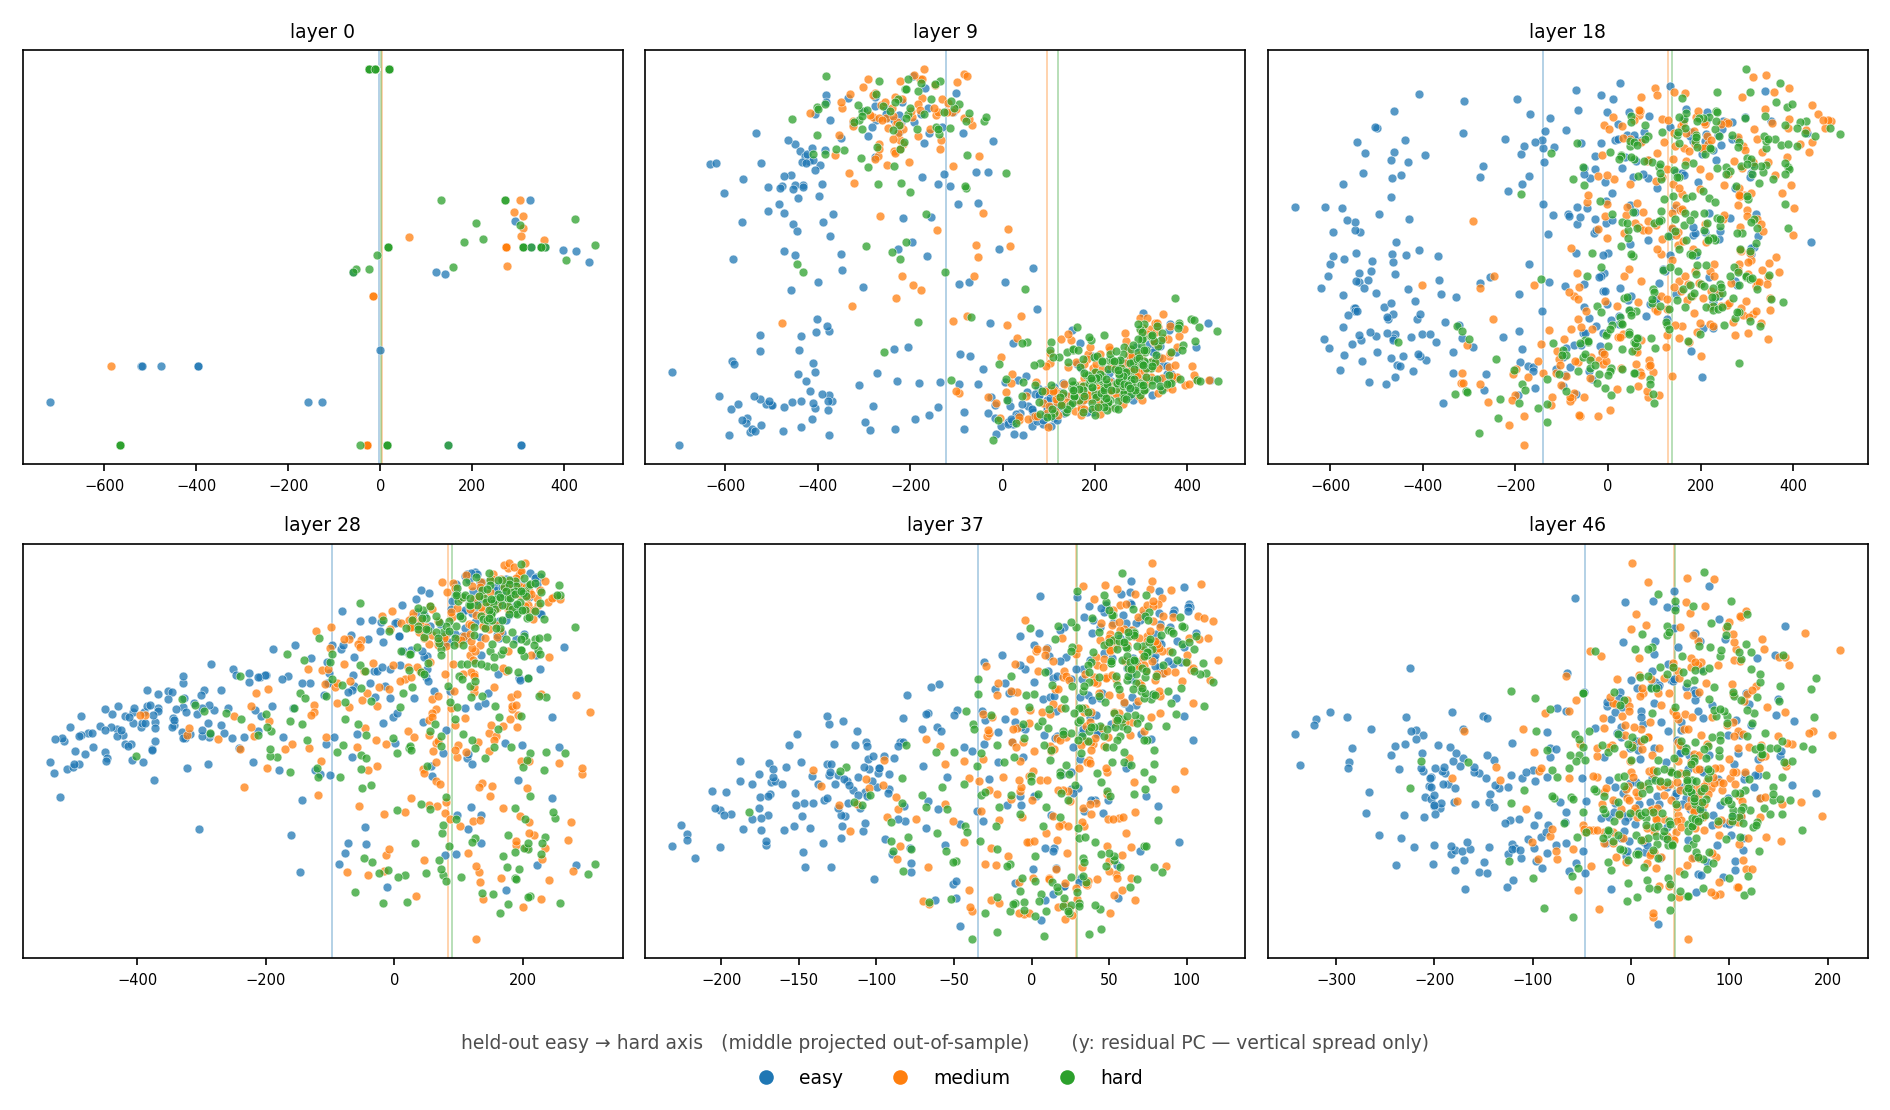 layer 0
layer 9
layer 18
−600 −400 −200 0 200 400
−600 −400 −200 0 200 400
−600 −400 −200 0 200 400
layer 28
layer 37
layer 46
−400 −200 0 200
−200 −150 −100 −50 0 50 100
−300 −200 −100 0 100 200
held-out easy → hard axis (middle projected out-of-sample) (y: residual PC — vertical spread only)
easy medium hard